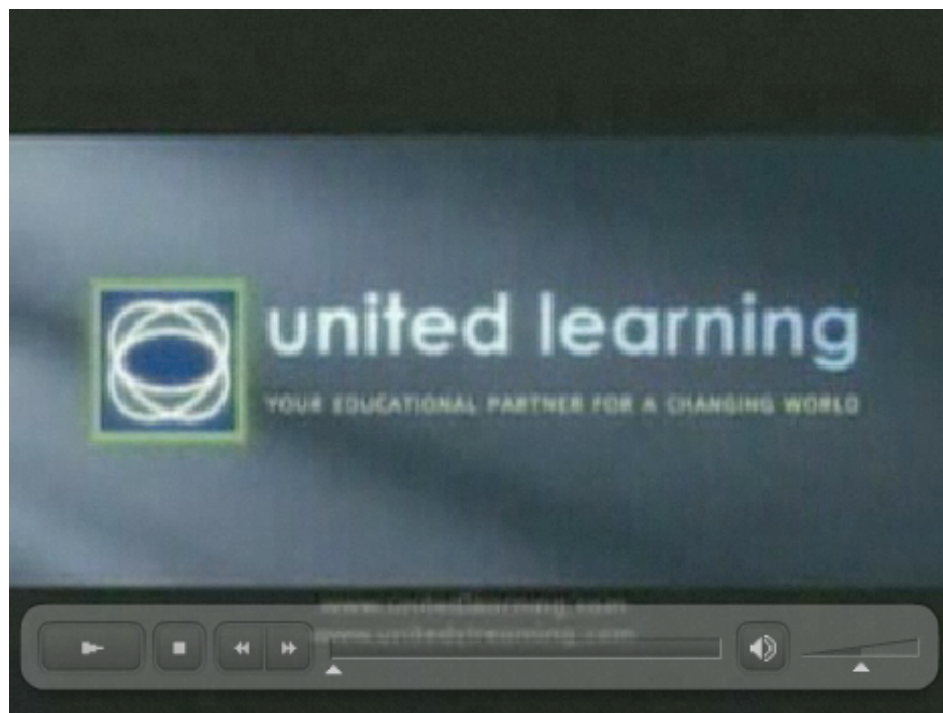 united learning
YOUR EDUCATIONAL PARTNER FOR A CHANGING WORLD
www.unitedlearning.com
www.unitedstreaming.com